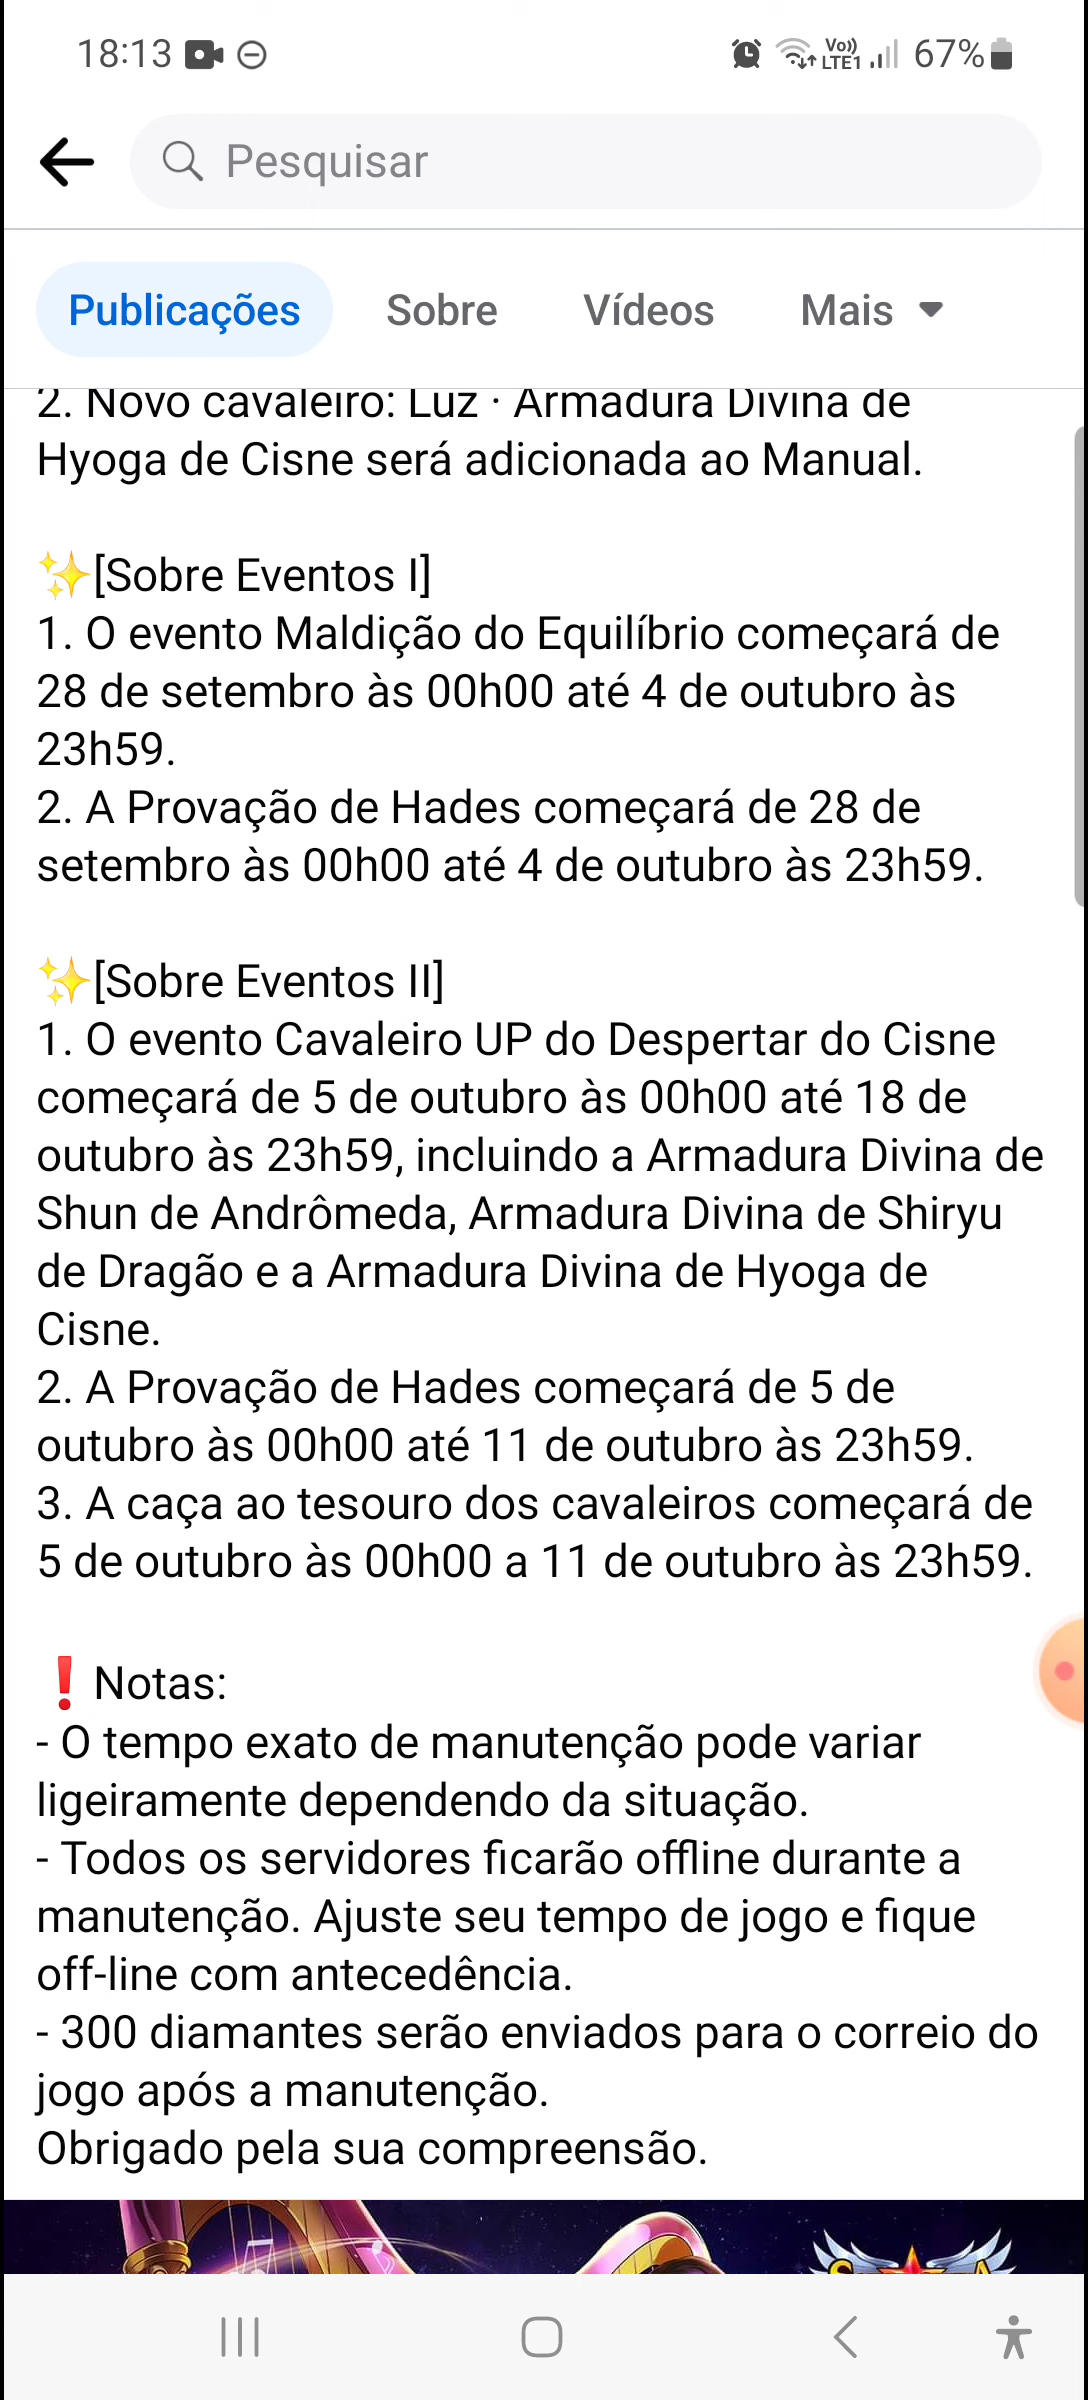 18:13
Vo))
LTE1
67%
Pesquisar
Publicações Sobre Vídeos Mais
2. Novo cavaleiro: Luz · Armadura Divina de
Hyoga de Cisne será adicionada ao Manual.
✨[Sobre Eventos I]
1. O evento Maldição do Equilíbrio começará de
28 de setembro às 00h00 até 4 de outubro às
23h59.
2. A Provação de Hades começará de 28 de
setembro às 00h00 até 4 de outubro às 23h59.
✨[Sobre Eventos II]
1. O evento Cavaleiro UP do Despertar do Cisne
começará de 5 de outubro às 00h00 até 18 de
outubro às 23h59, incluindo a Armadura Divina de
Shun de Andrômeda, Armadura Divina de Shiryu
de Dragão e a Armadura Divina de Hyoga de
Cisne.
2. A Provação de Hades começará de 5 de
outubro às 00h00 até 11 de outubro às 23h59.
3. A caça ao tesouro dos cavaleiros começará de
5 de outubro às 00h00 a 11 de outubro às 23h59.
❗Notas:
- O tempo exato de manutenção pode variar
ligeiramente dependendo da situação.
- Todos os servidores ficarão offline durante a
manutenção. Ajuste seu tempo de jogo e fique
off-line com antecedência.
- 300 diamantes serão enviados para o correio do
jogo após a manutenção.
Obrigado pela sua compreensão.